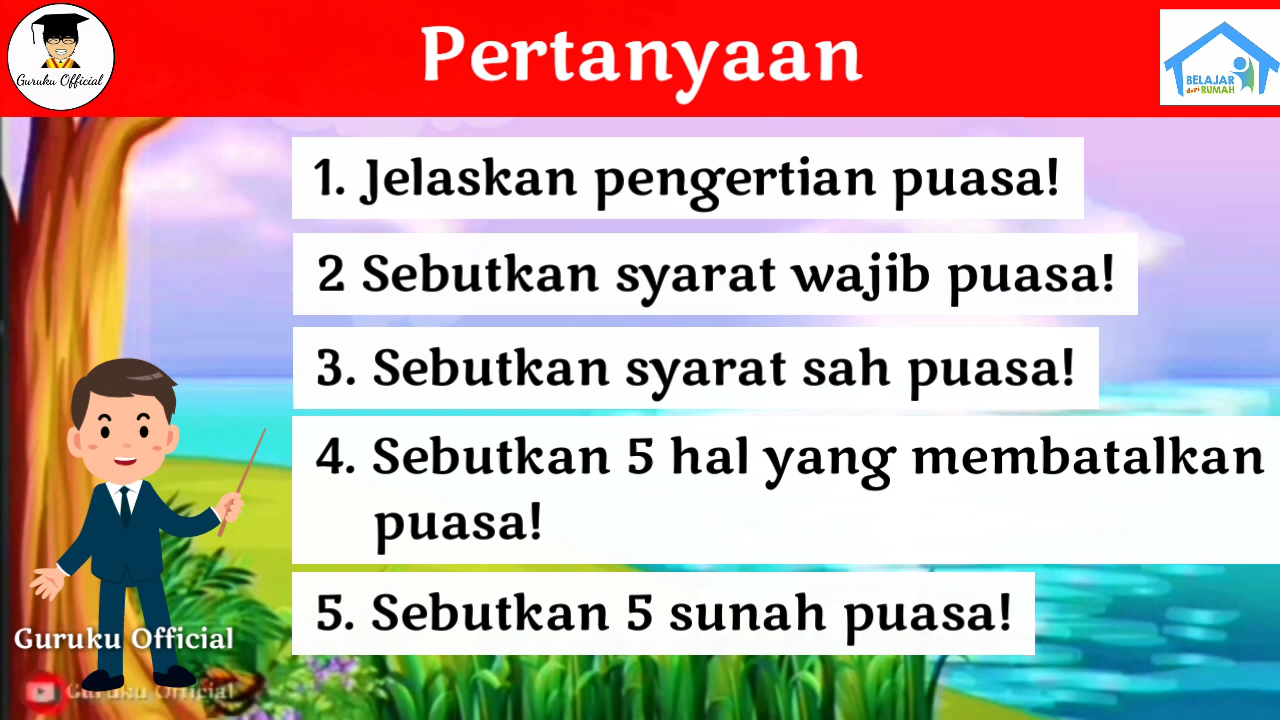 Guruku Official
Pertanyaan
BELAJAR
dari RUMAH
1. Jelaskan pengertian puasa!
2 Sebutkan syarat wajib puasa!
3. Sebutkan syarat sah puasa!
4. Sebutkan 5 hal yang membatalkan
puasa!
5. Sebutkan 5 sunah puasa!
Guruku Official
Guruku Official